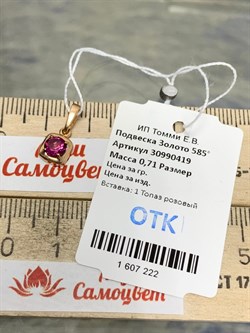 ИП Томми Е.В.
Подвеска Золото 585°
Артикул 30990419
Масса 0,71 Размер
Цена за гр.
Цена за изд.
Вставка: 1 Топаз розовый
ОТК
1 607 222
Самоцвет
Самоцвет